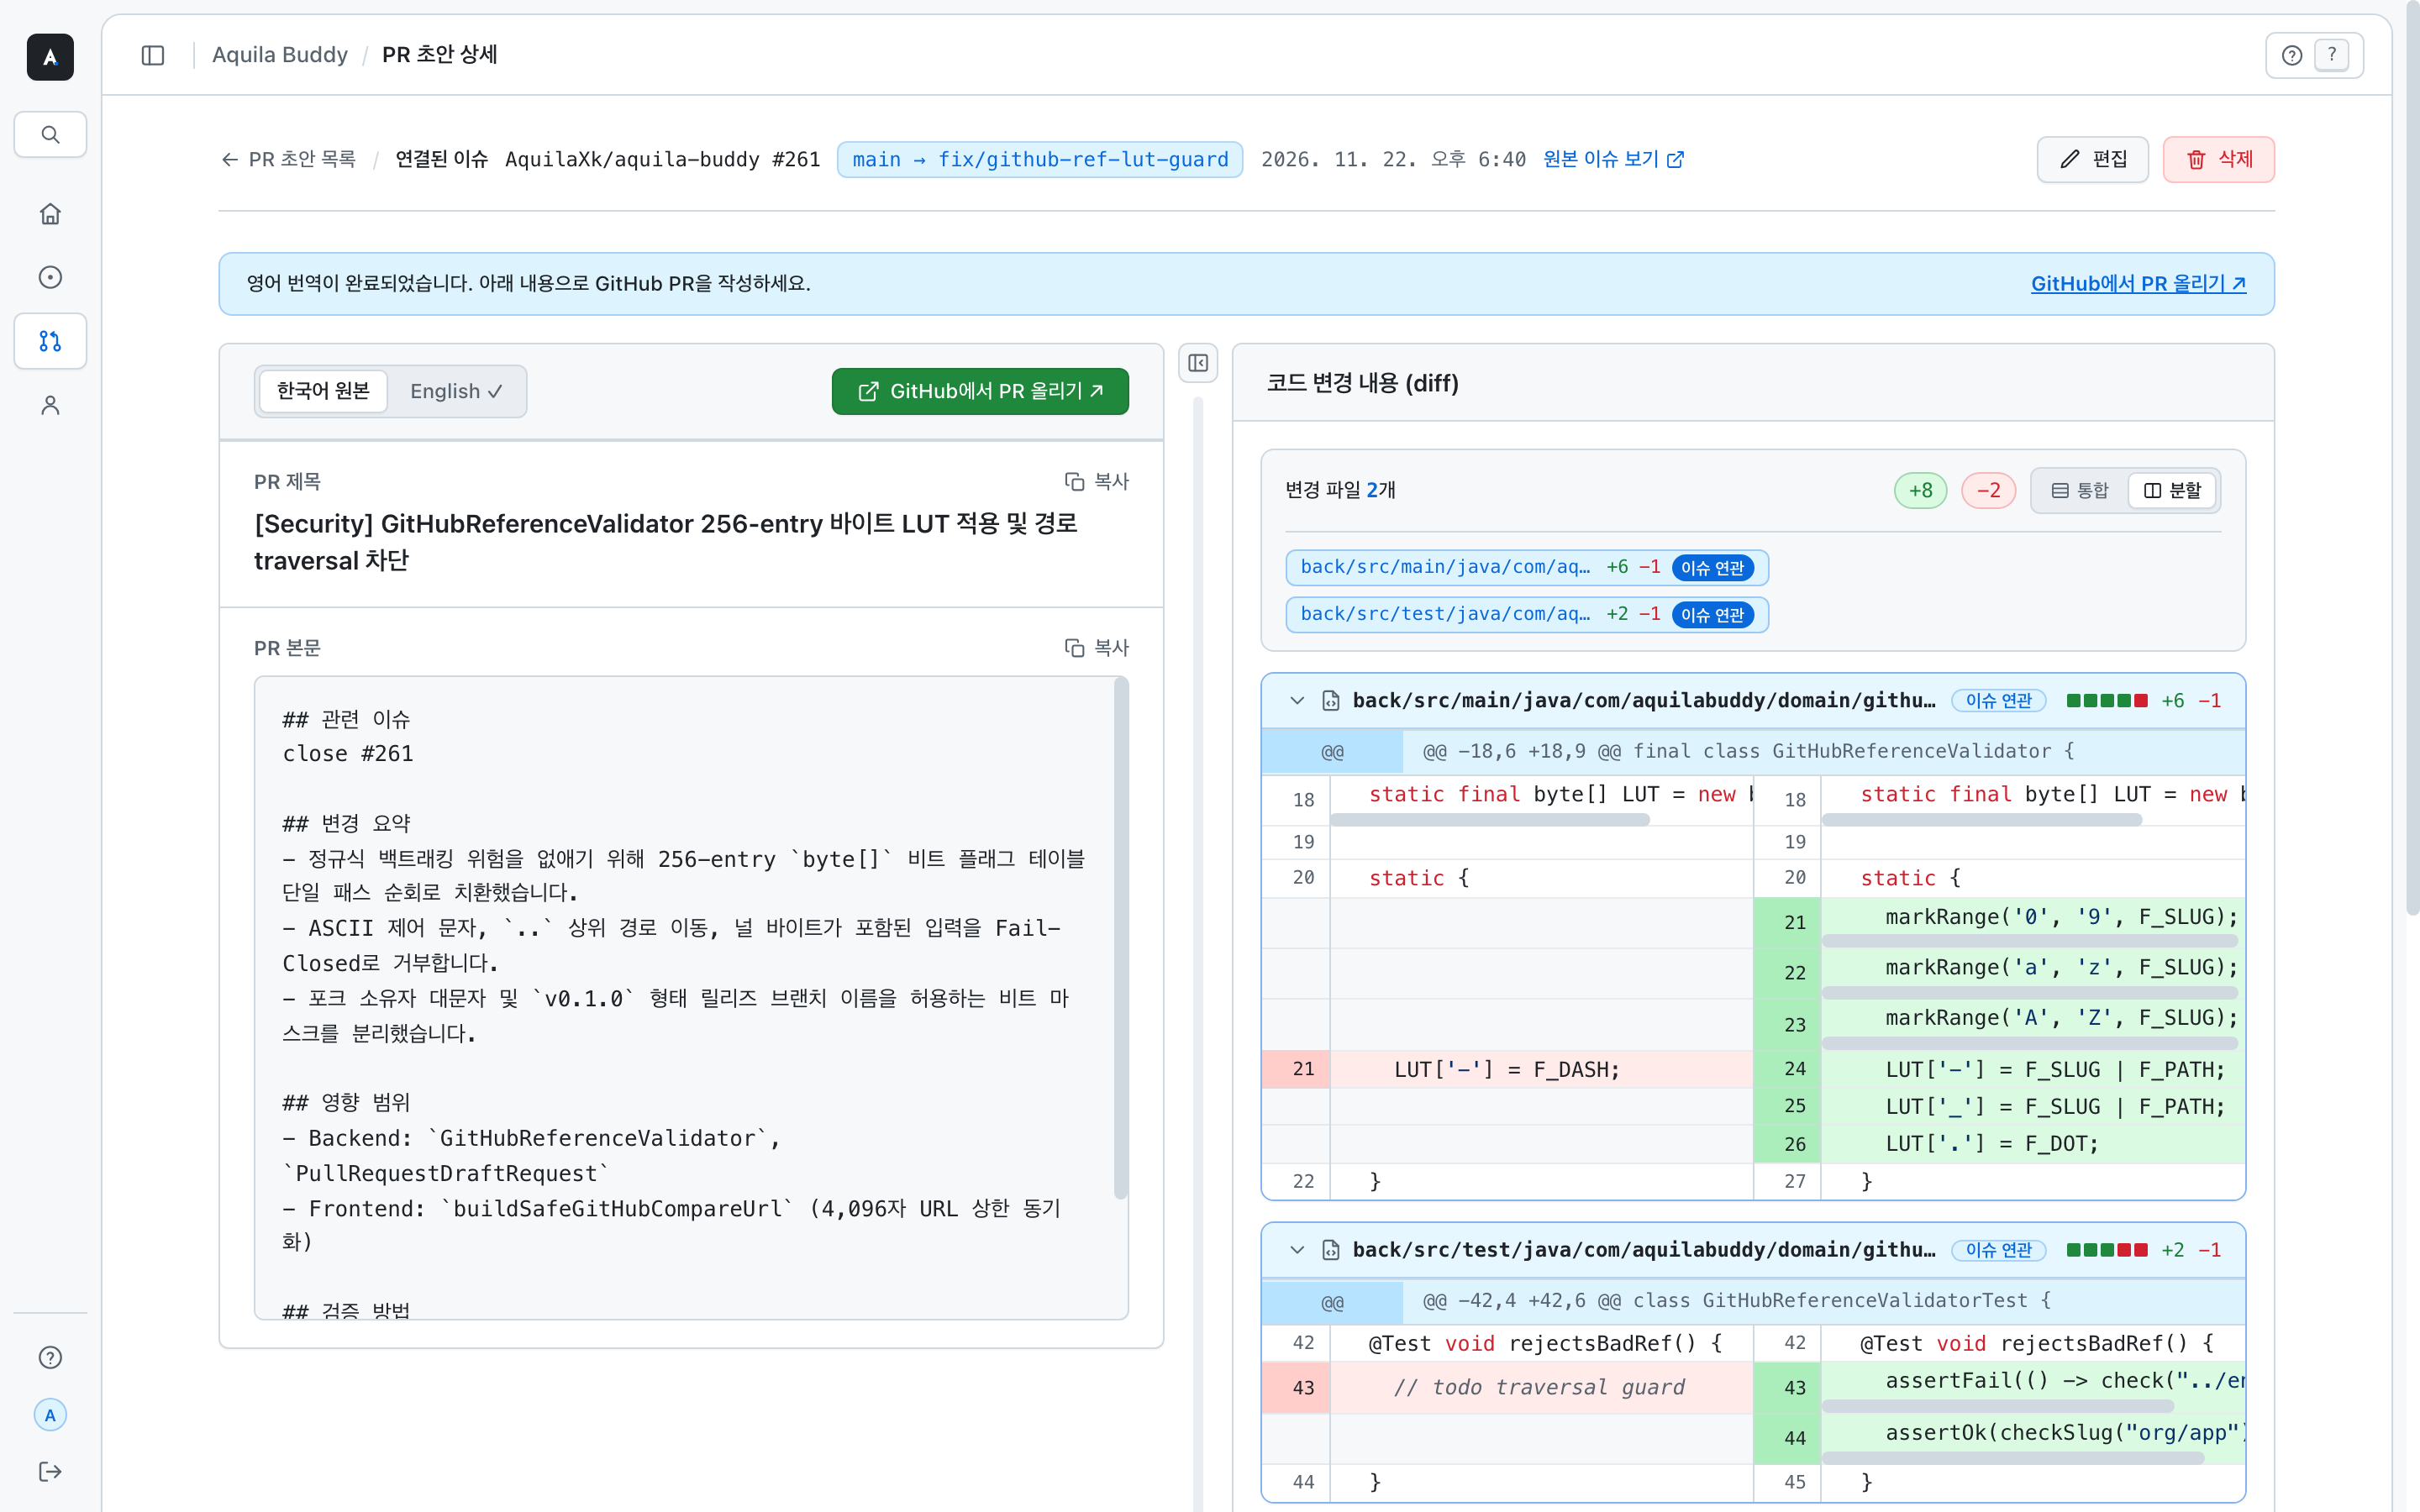 A
Aquila Buddy / PR 초안 상세
?
← PR 초안 목록 / 연결된 이슈 AquilaXk/aquila-buddy #261 main → fix/github-ref-lut-guard 2026. 11. 22. 오후 6:40 원본 이슈 보기
편집
삭제
영어 번역이 완료되었습니다. 아래 내용으로 GitHub PR을 작성하세요.
GitHub에서 PR 올리기 ↗
한국어 원본
English ✓
GitHub에서 PR 올리기 ↗
PR 제목
복사
[Security] GitHubReferenceValidator 256-entry 바이트 LUT 적용 및 경로
traversal 차단
PR 본문
복사
## 관련 이슈
close #261
## 변경 요약
- 정규식 백트래킹 위험을 없애기 위해 256-entry `byte[]` 비트 플래그 테이블
단일 패스 순회로 치환했습니다.
- ASCII 제어 문자, `..` 상위 경로 이동, 널 바이트가 포함된 입력을 Fail-
Closed로 거부합니다.
- 포크 소유자 대문자 및 `v0.1.0` 형태 릴리즈 브랜치 이름을 허용하는 비트 마
스크를 분리했습니다.
## 영향 범위
- Backend: `GitHubReferenceValidator`,
`PullRequestDraftRequest`
- Frontend: `buildSafeGitHubCompareUrl` (4,096자 URL 상한 동기
화)
## 검증 방법
코드 변경 내용 (diff)
변경 파일 2개
+8
-2
통합
분할
back/src/main/java/com/aq… +6 -1 이슈 연관
back/src/test/java/com/aq… +2 -1 이슈 연관
back/src/main/java/com/aquilabuddy/domain/githu… 이슈 연관 +6 -1
@@ @@ -18,6 +18,9 @@ final class GitHubReferenceValidator {
18 static final byte[] LUT = new 18 static final byte[] LUT = new
19 19
20 static { 20 static {
21 markRange('0', '9', F_SLUG);
22 markRange('a', 'z', F_SLUG);
23 markRange('A', 'Z', F_SLUG);
21 LUT['-'] = F_DASH; 24 LUT['-'] = F_SLUG | F_PATH;
25 LUT['_'] = F_SLUG | F_PATH;
26 LUT['.'] = F_DOT;
22 } 27 }
back/src/test/java/com/aquilabuddy/domain/githu… 이슈 연관 +2 -1
@@ @@ -42,4 +42,6 @@ class GitHubReferenceValidatorTest {
42 @Test void rejectsBadRef() { 42 @Test void rejectsBadRef() {
43 // todo traversal guard 43 assertFail(() -> check("../e
44 assertOk(checkSlug("org/app")
44 } 45 }
A